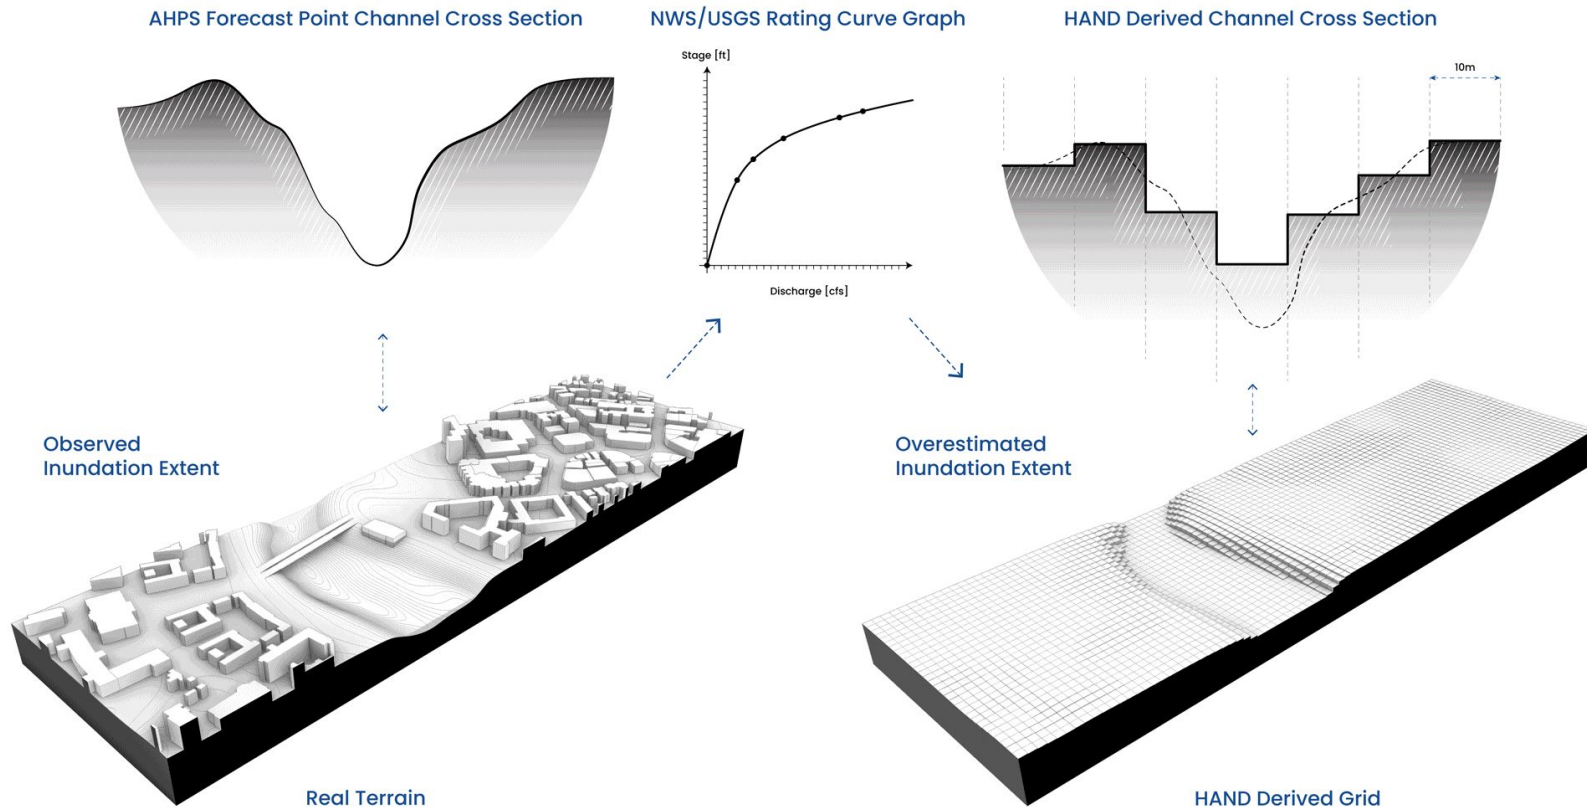 AHPS Forecast Point Channel Cross Section
NWS/USGS Rating Curve Graph
HAND Derived Channel Cross Section
Stage [ft]
10m
Discharge [cfs]
Observed
Inundation Extent
Overestimated
Inundation Extent
Real Terrain
HAND Derived Grid